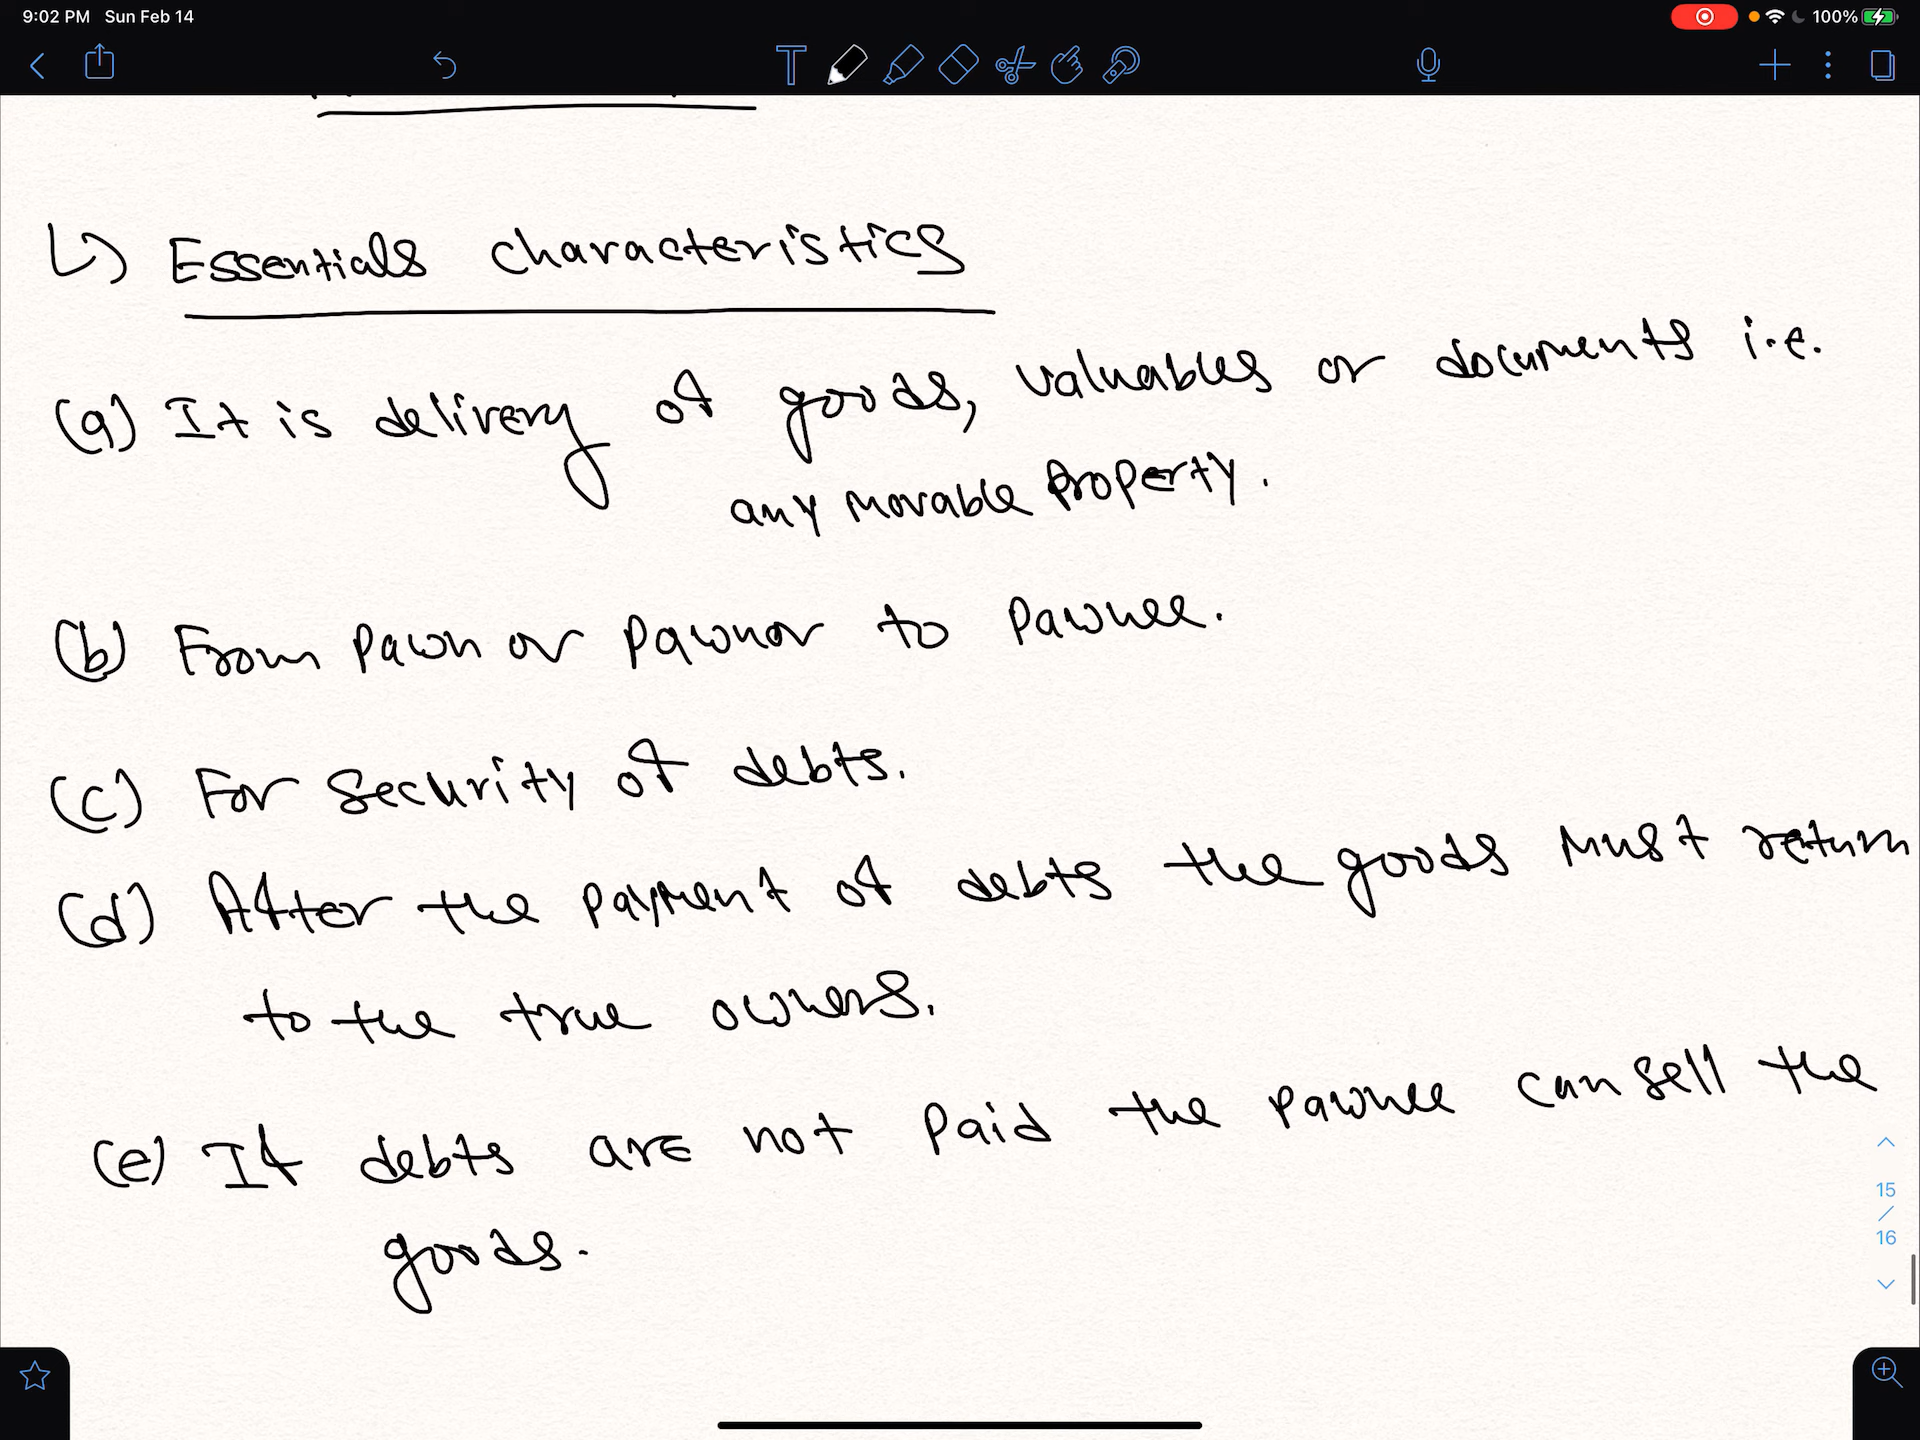 9:02 PM Sun Feb 14
100%
↳ Essentials characteristics
(a) It is delivery of goods, valuables or documents i.e.
any movable Property.
(b) From Pawn or Pawnor to Pawnee.
(c) For Security of debts.
(d) After the payment of debts the goods must return
to the true owners.
(e) If debts are not Paid the Pawnee can sell the
goods.
15
/
16